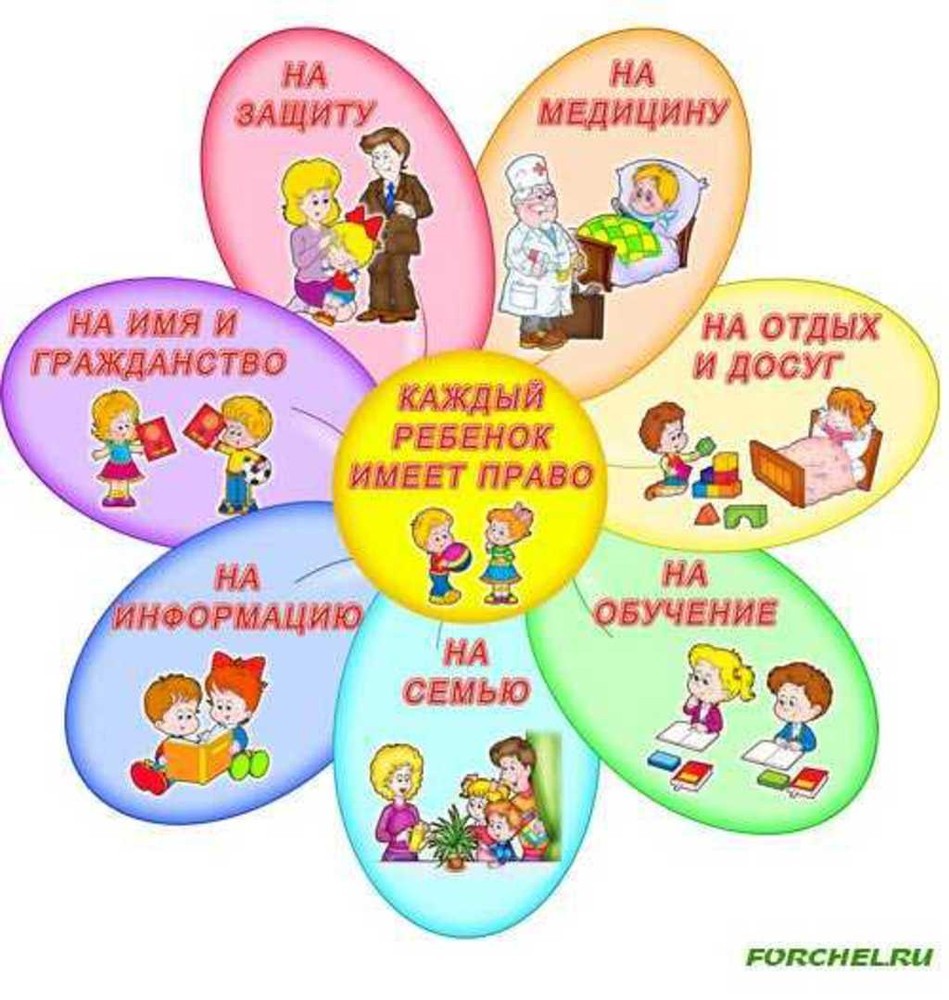 КАЖДЫЙ
РЕБЕНОК
ИМЕЕТ ПРАВО
НА
ЗАЩИТУ
НА
МЕДИЦИНУ
НА ОТДЫХ
И ДОСУГ
НА
ОБУЧЕНИЕ
НА
СЕМЬЮ
НА
ИНФОРМАЦИЮ
НА ИМЯ И
ГРАЖДАНСТВО
FORCHEL.RU